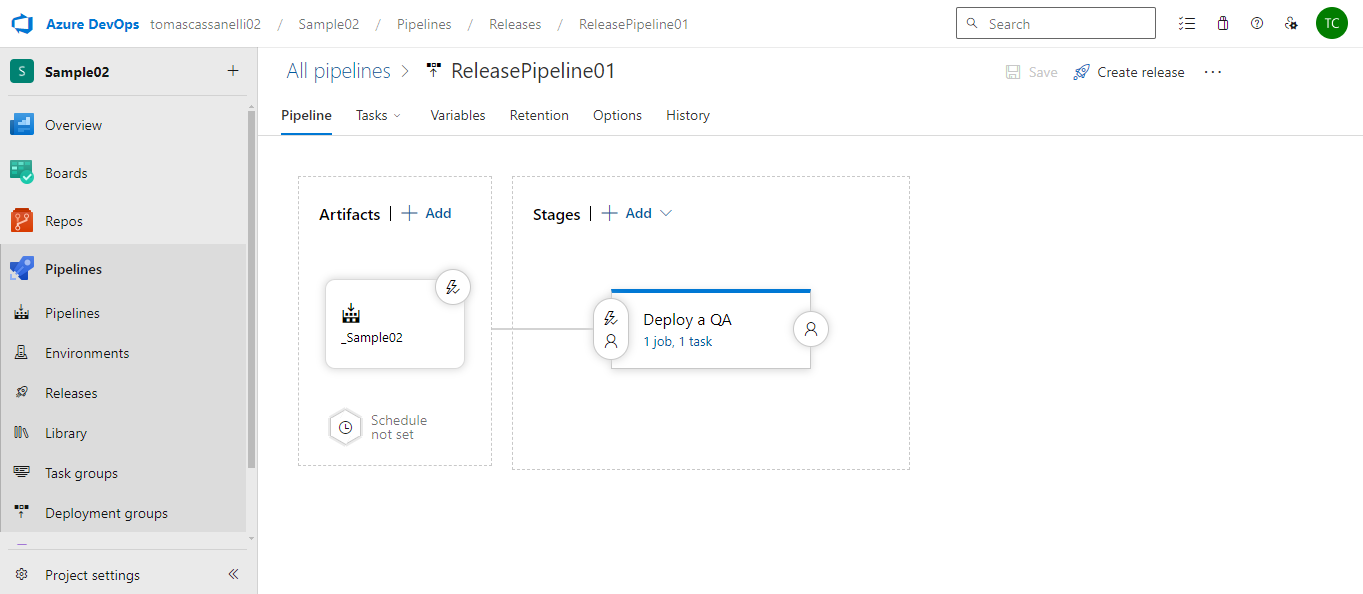 Azure DevOps tomascassanelli02 / Sample02 / Pipelines / Releases / ReleasePipeline01 Search TC
S Sample02 +
Overview
Boards
Repos
Pipelines
Pipelines
Environments
Releases
Library
Task groups
Deployment groups
Project settings
All pipelines > ReleasePipeline01
Save Create release ...
Pipeline Tasks Variables Retention Options History
Artifacts | + Add
_Sample02
Schedule
not set
Stages | + Add
Deploy a QA
1 job, 1 task